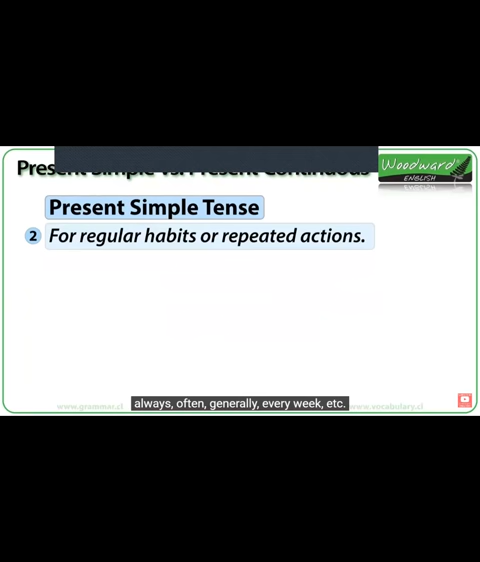 Present Simple vs. Present Continuous
Woodward
ENGLISH
Present Simple Tense
2 For regular habits or repeated actions.
always, often, generally, every week, etc.
www.grammar.cl www.vocabulary.cl